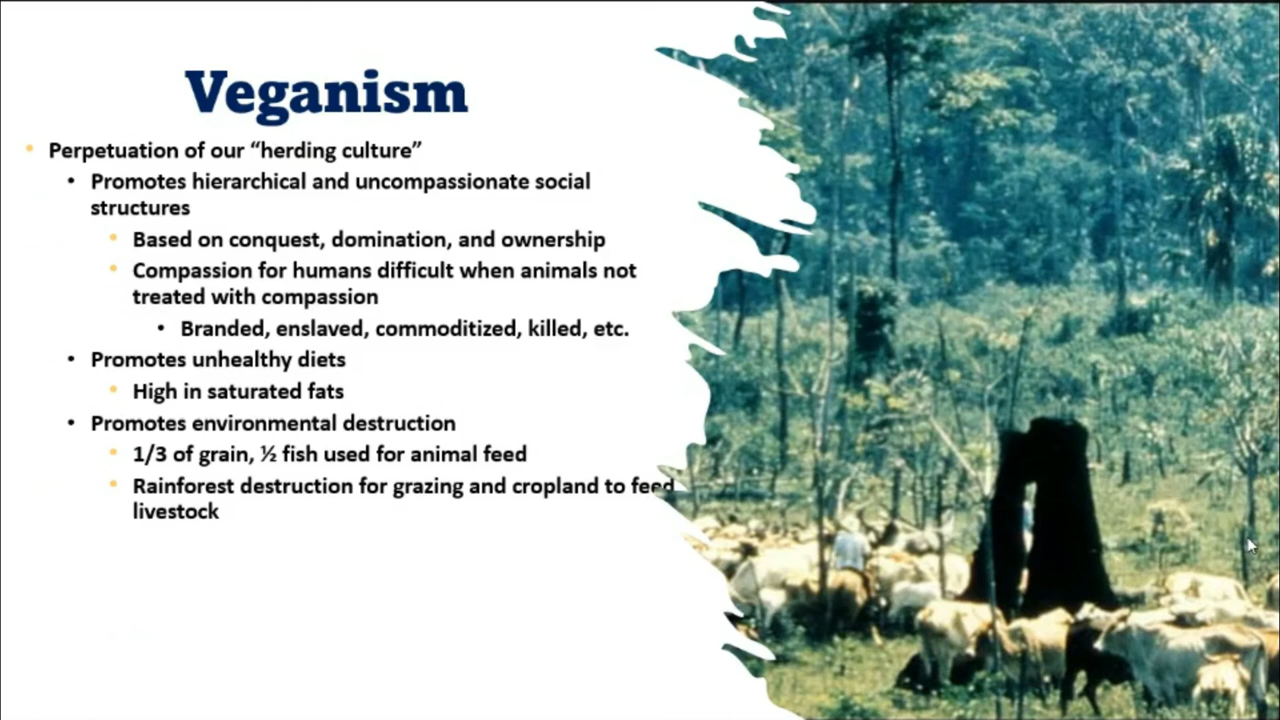 Veganism
Perpetuation of our “herding culture”
Promotes hierarchical and uncompassionate social
structures
Based on conquest, domination, and ownership
Compassion for humans difficult when animals not
treated with compassion
Branded, enslaved, commoditized, killed, etc.
Promotes unhealthy diets
High in saturated fats
Promotes environmental destruction
1/3 of grain, ½ fish used for animal feed
Rainforest destruction for grazing and cropland to feed
livestock